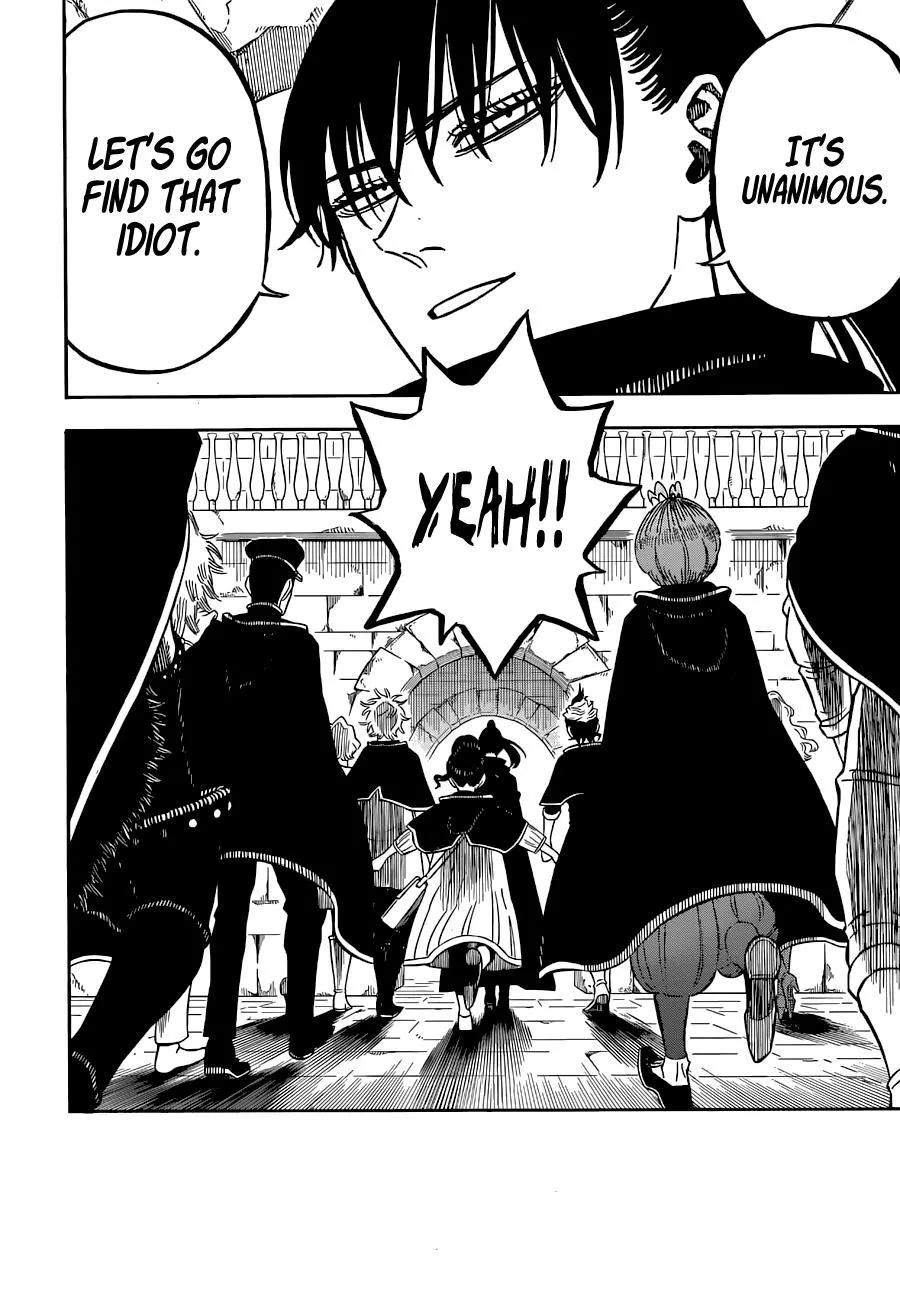 IT'S
UNANIMOUS.
LET'S GO
FIND THAT
IDIOT.
YEAH!!